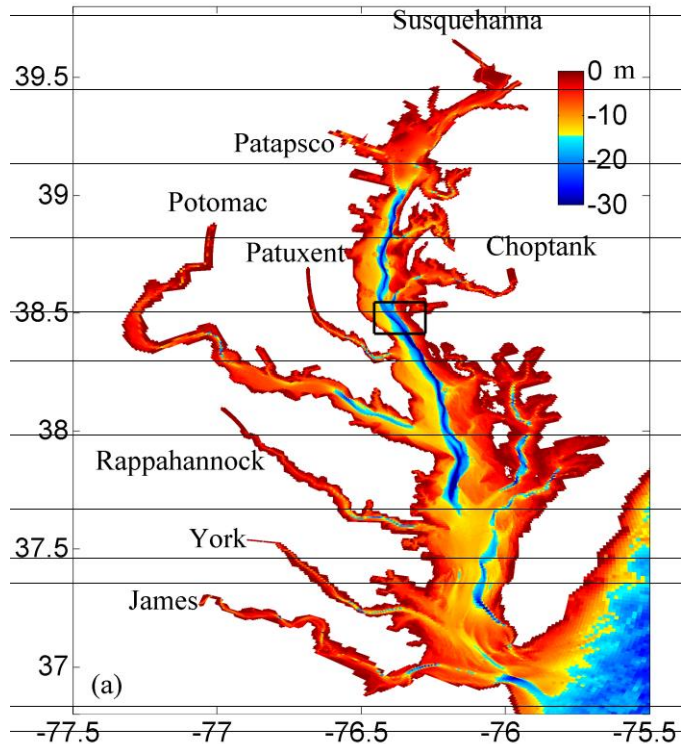 Susquehanna
39.5
0 m
-10
Patapsco
-20
39
-30
Potomac
Patuxent
Choptank
38.5
38
Rappahannock
37.5
York
James
37
(a)
-77.5 -77 -76.5 -76 -75.5